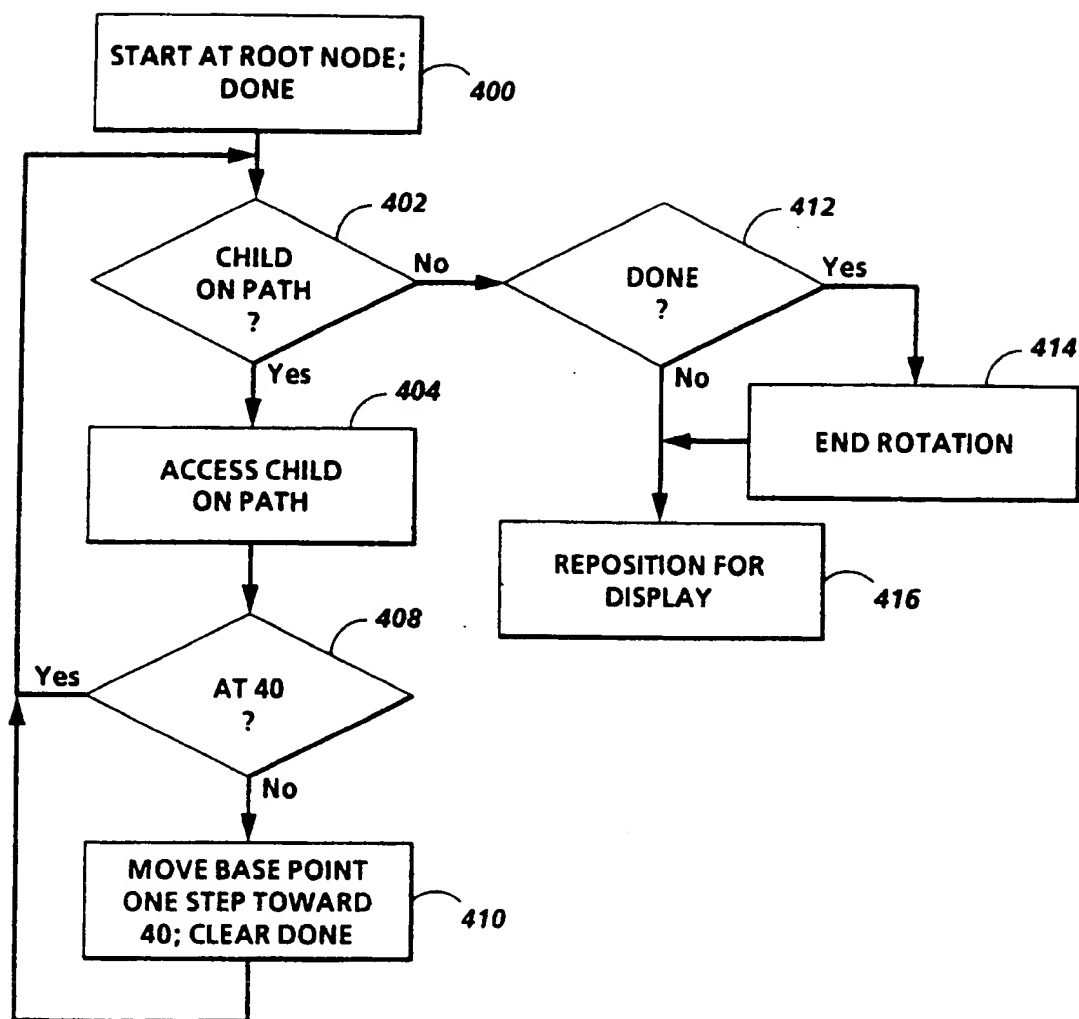 START AT ROOT NODE;
DONE
400
402
CHILD
ON PATH
?
No
Yes
412
DONE
?
Yes
No
414
END ROTATION
404
ACCESS CHILD
ON PATH
REPOSITION FOR
DISPLAY
416
408
AT 40
?
Yes
No
MOVE BASE POINT
ONE STEP TOWARD
40; CLEAR DONE
410